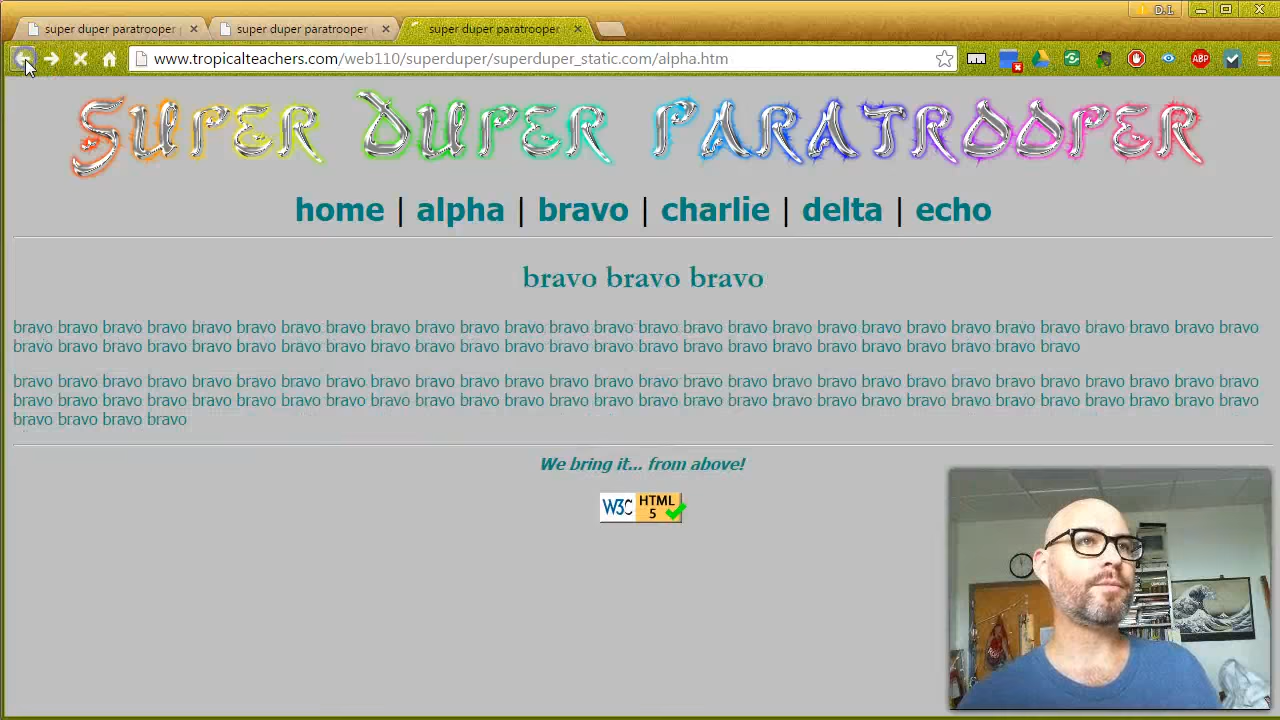 D.L.
super duper paratrooper
super duper paratrooper
super duper paratrooper
www.tropicalteachers.com/web110/superduper/superduper_static.com/alpha.htm
ABP
Super Duper Paratrooper
home | alpha | bravo | charlie | delta | echo
bravo bravo bravo
bravo bravo bravo bravo bravo bravo bravo bravo bravo bravo bravo bravo bravo bravo bravo bravo bravo bravo bravo bravo bravo bravo bravo bravo bravo bravo bravo bravo
bravo bravo bravo bravo bravo bravo bravo bravo bravo bravo bravo bravo bravo bravo bravo bravo bravo bravo bravo bravo bravo bravo bravo bravo
bravo bravo bravo bravo bravo bravo bravo bravo bravo bravo bravo bravo bravo bravo bravo bravo bravo bravo bravo bravo bravo bravo bravo bravo bravo bravo bravo bravo
bravo bravo bravo bravo bravo bravo bravo bravo bravo bravo bravo bravo bravo bravo bravo bravo bravo bravo bravo bravo bravo bravo bravo bravo bravo bravo bravo bravo
bravo bravo bravo bravo
We bring it... from above!
W3C HTML
5